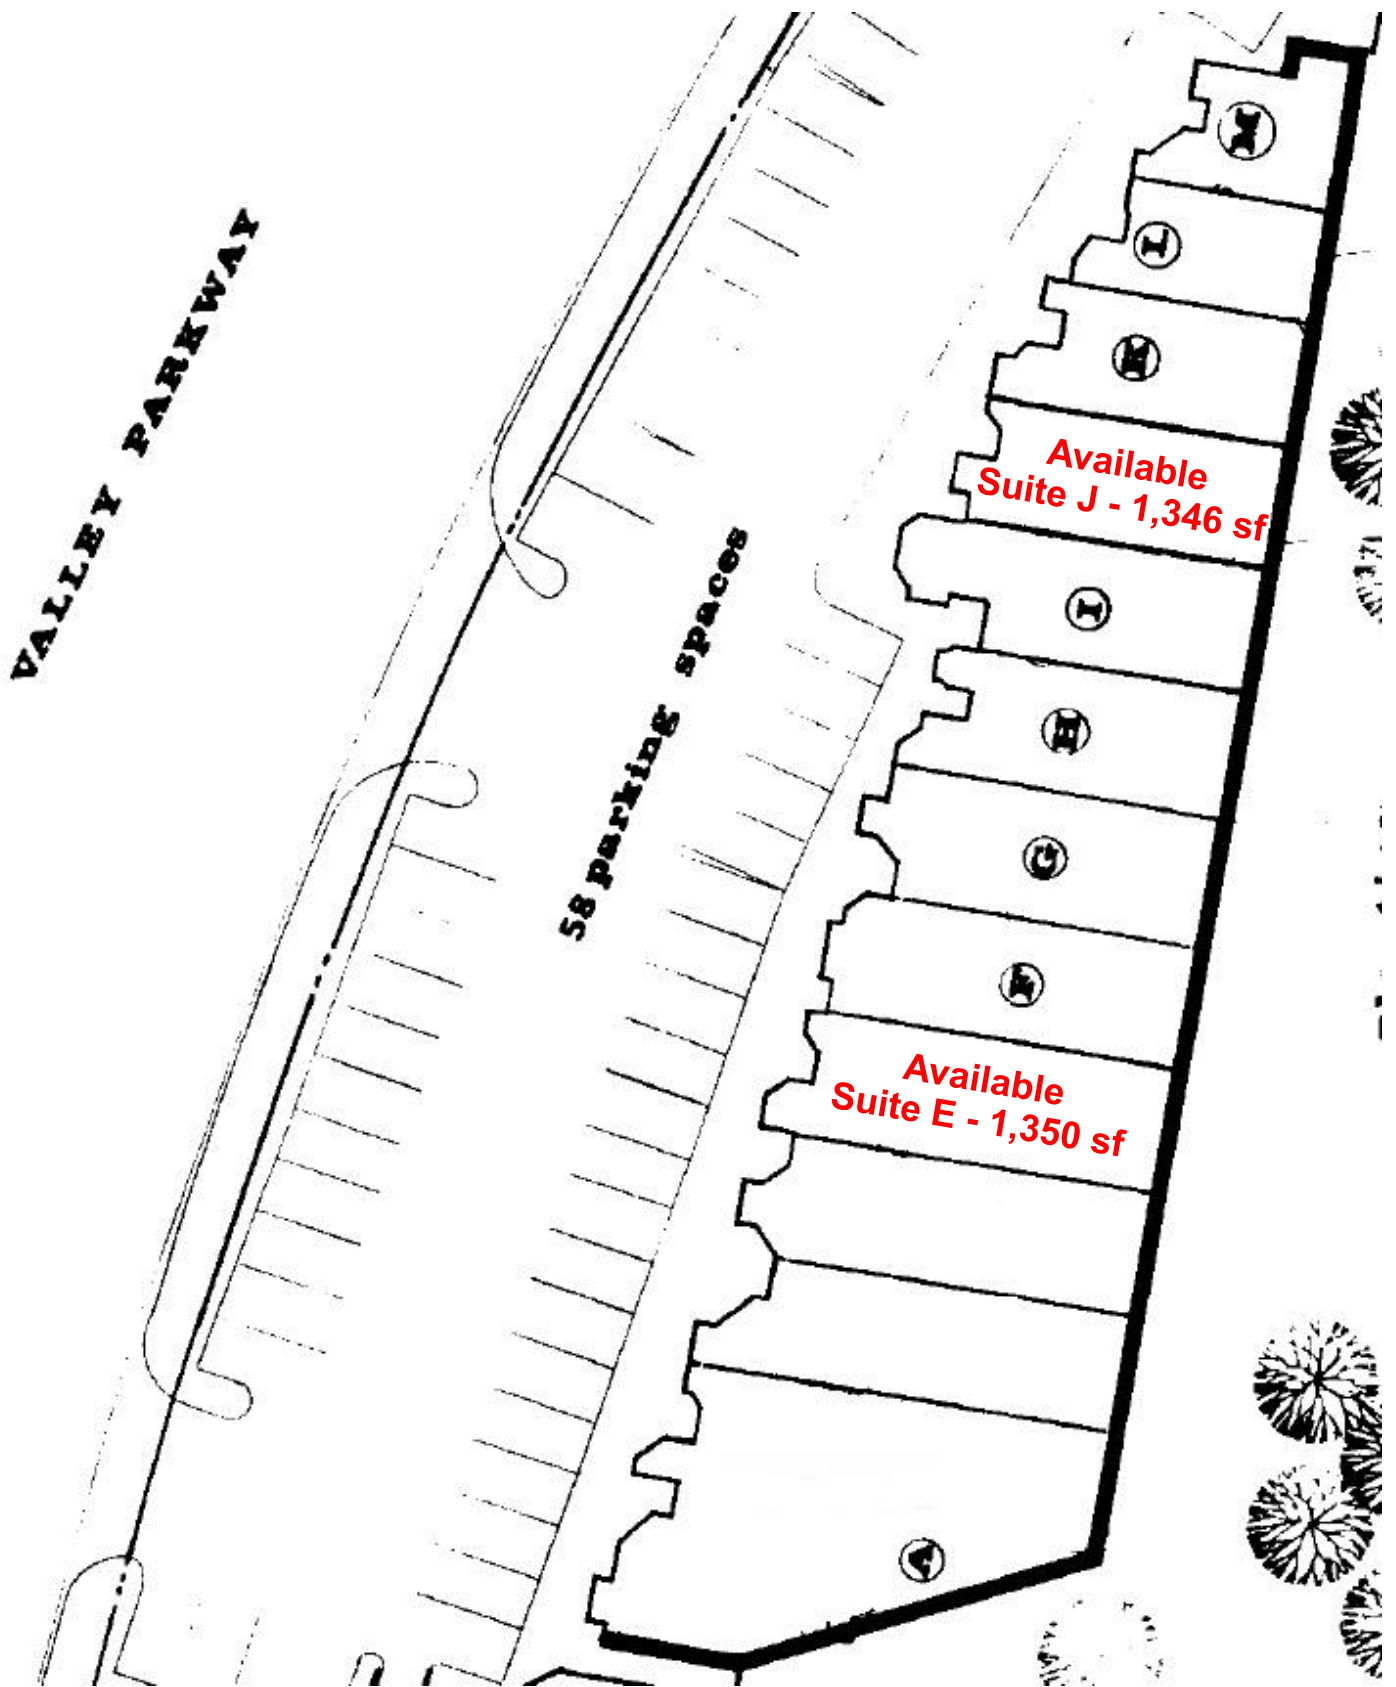 VALLEY PARKWAY
58 parking spaces
M
L
K
Available
Suite J - 1,346 sf
I
H
G
F
Available
Suite E - 1,350 sf
A